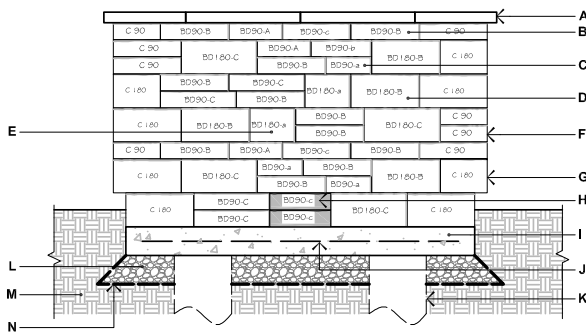 A
C 90 BD90-B BD90-A BD90-c BD90-B C 90 B
C 90 BD180-C BD90-A BD90-b BD180-B C 180
C 90 BD90-B BD90-a C
C 180 BD90-B BD90-C BD180-a BD180-B C 180 D
BD90-C BD90-B
E C 180 BD180-B BD180-a BD90-B BD180-C C 90
BD90-B C 90 F
C 90 BD90-B BD90-A BD90-c BD90-B C 90
C 180 BD180-C BD90-a BD90-B BD180-B C 180 G
BD90-B BD90-a
C 180 BD90-C BD90-c BD180-C C 180 H
BD90-C BD90-c
I
L J
M K
N